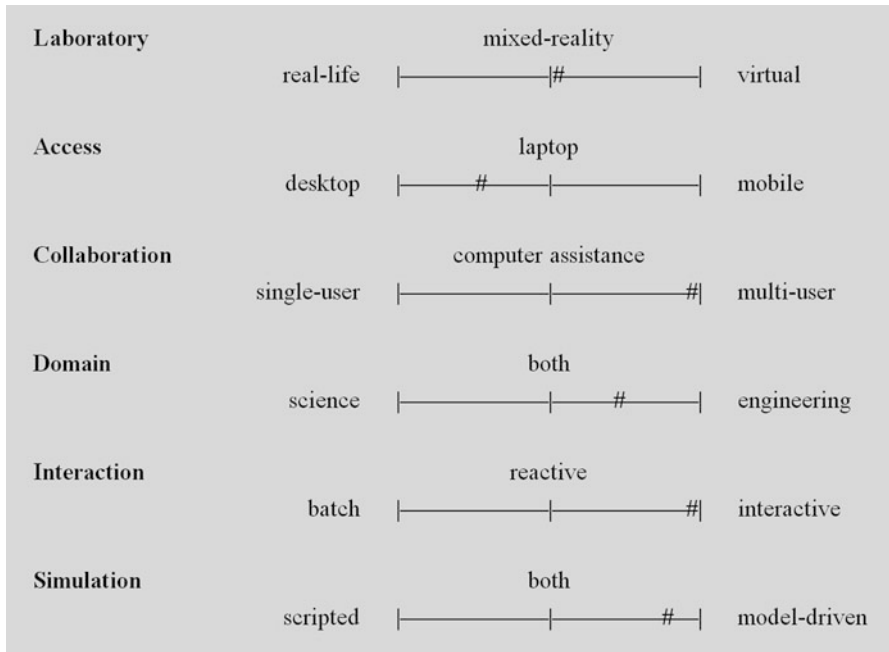 Laboratory mixed-reality
real-life |————|#————| virtual
Access laptop
desktop |——#——|————| mobile
Collaboration computer assistance
single-user |————|————#| multi-user
Domain both
science |————|——#——| engineering
Interaction reactive
batch |————|————#| interactive
Simulation both
scripted |————|———#—| model-driven